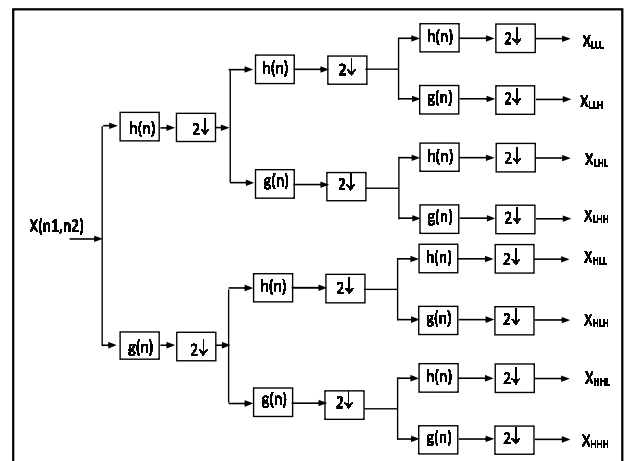 h(n) 2↓ X_LLL
h(n) 2↓
g(n) 2↓ X_LLH
h(n) 2↓
h(n) 2↓ X_LHL
g(n) 2↓
g(n) 2↓ X_LHH
X(n1,n2)
h(n) 2↓ X_HLL
h(n) 2↓
g(n) 2↓ X_HLH
g(n) 2↓
h(n) 2↓ X_HHL
g(n) 2↓
g(n) 2↓ X_HHH